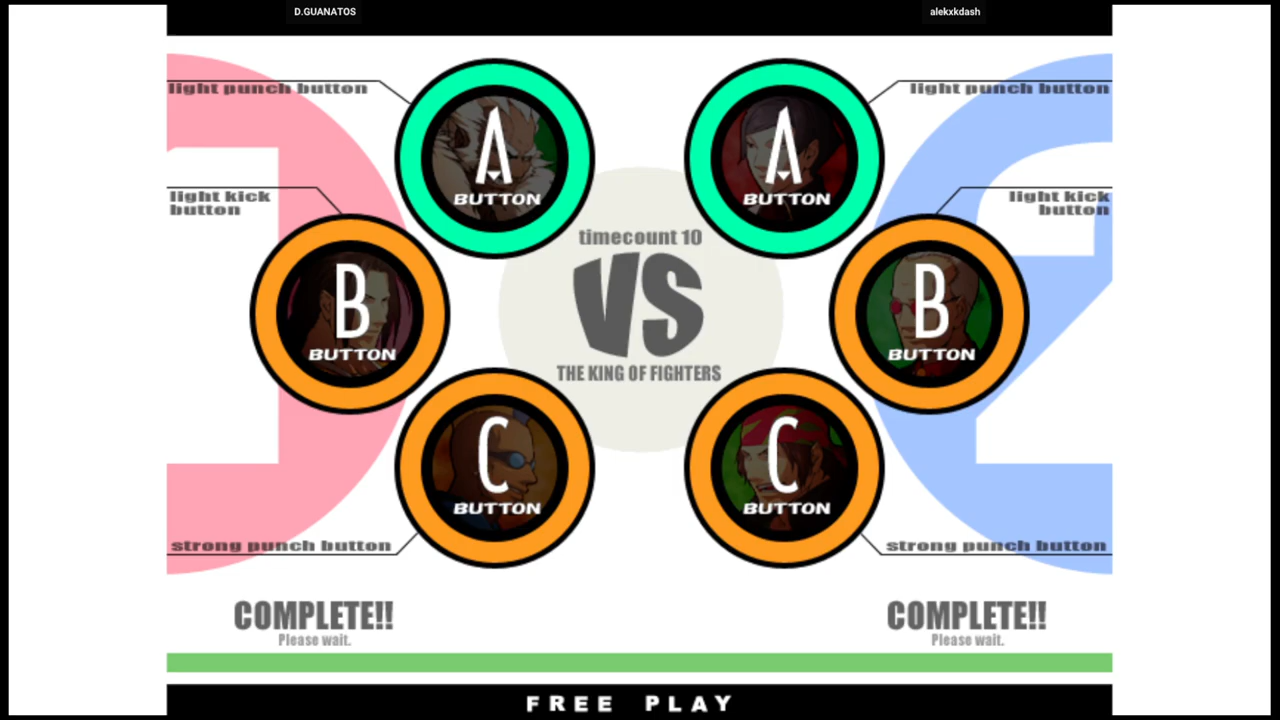 D.GUANATOS
alekxkdash
light punch button
light punch button
A
BUTTON
A
BUTTON
light kick
button
light kick
button
timecount 10
VS
THE KING OF FIGHTERS
B
BUTTON
B
BUTTON
1
2
C
BUTTON
C
BUTTON
strong punch button
strong punch button
COMPLETE!!
Please wait.
COMPLETE!!
Please wait.
FREE PLAY